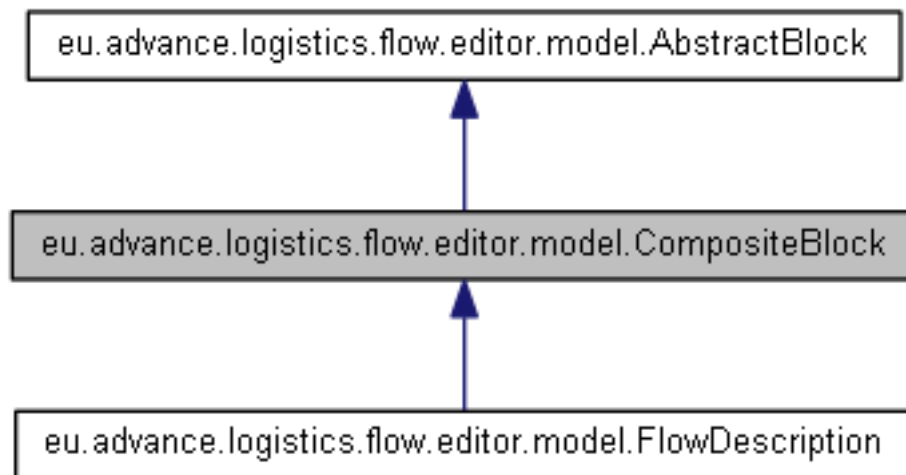 eu.advance.logistics.flow.editor.model.AbstractBlock
eu.advance.logistics.flow.editor.model.CompositeBlock
eu.advance.logistics.flow.editor.model.FlowDescription